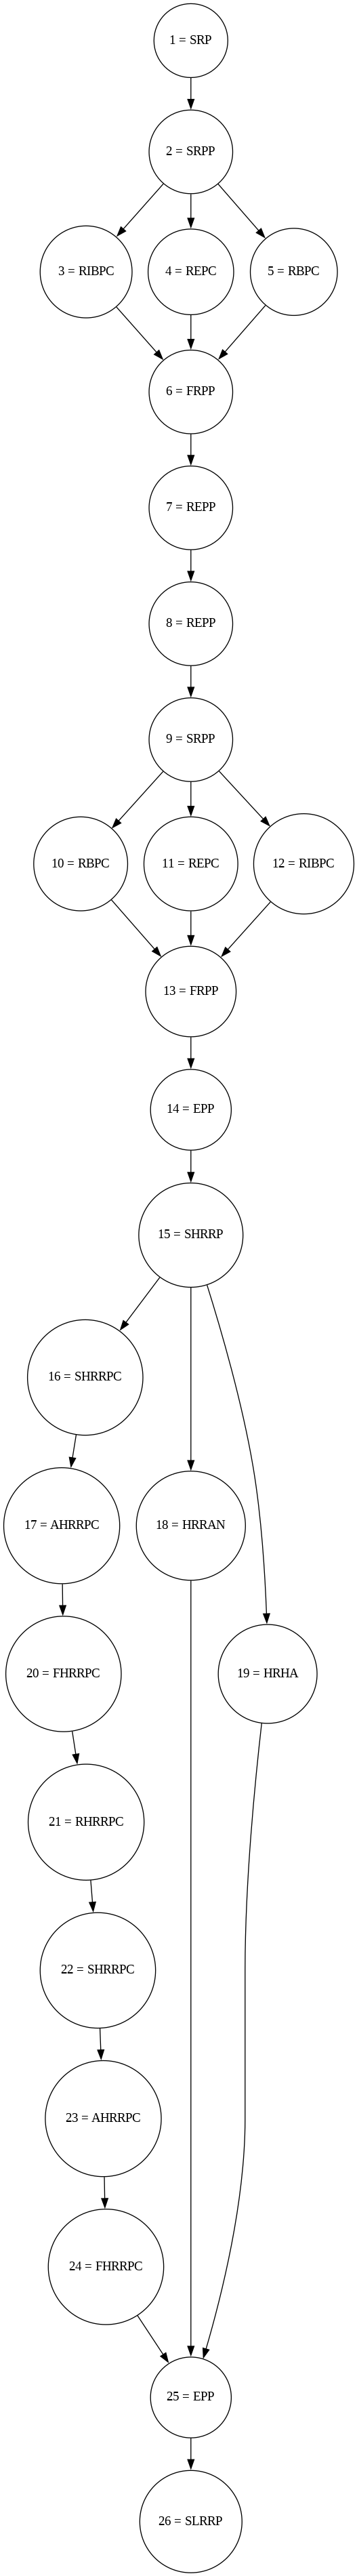 1 = SRP
2 = SRPP
3 = RIBPC
4 = REPC
5 = RBPC
6 = FRPP
7 = REPP
8 = REPP
9 = SRPP
10 = RBPC
11 = REPC
12 = RIBPC
13 = FRPP
14 = EPP
15 = SHRRP
16 = SHRRPC
17 = AHRRPC
18 = HRRAN
20 = FHRRPC
19 = HRHA
21 = RHRRPC
22 = SHRRPC
23 = AHRRPC
24 = FHRRPC
25 = EPP
26 = SLRRP